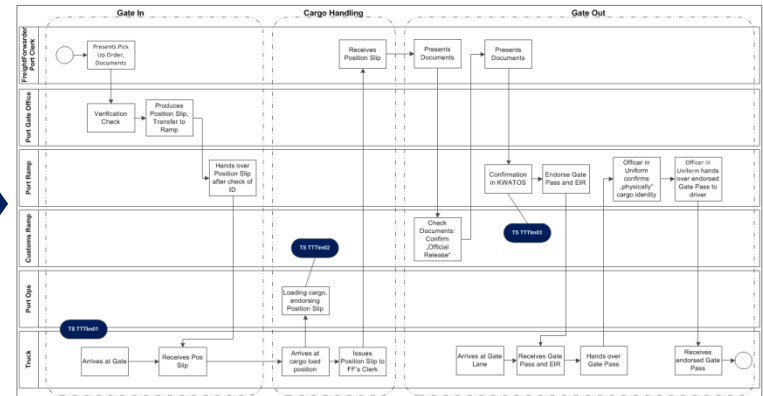 Gate In
Cargo Handling
Gate Out
FreightForwarder
Port Clerk
Presents Pick
Up Order,
Documents
Receives
Position Slip
Presents
Documents
Presents
Documents
Port Gate Office
Verification
Check
Produces
Position Slip,
Transfer to
Ramp
Port Ramp
Hands over
Position Slip
after check of
ID
Confirmation
in KWATOS
Endorse Gate
Pass and EIR
Officer in
Uniform
confirms
„physically“
cargo identity
Officer in
Uniform hands
over endorsed
Gate Pass to
driver
Customs Ramp
Check
Documents:
Confirm
„Official
Release“
TS TTTIm02
TS TTTIm03
Port Ops
Loading cargo,
endorsing
Position Slip
TS TTTIm01
Truck
Arrives at Gate
Receives Pos
Slip
Arrives at
cargo load
position
Issues
Position Slip to
FF's Clerk
Arrives at Gate
Lane
Receives Gate
Pass and EIR
Hands over
Gate Pass
Receives
endorsed Gate
Pass